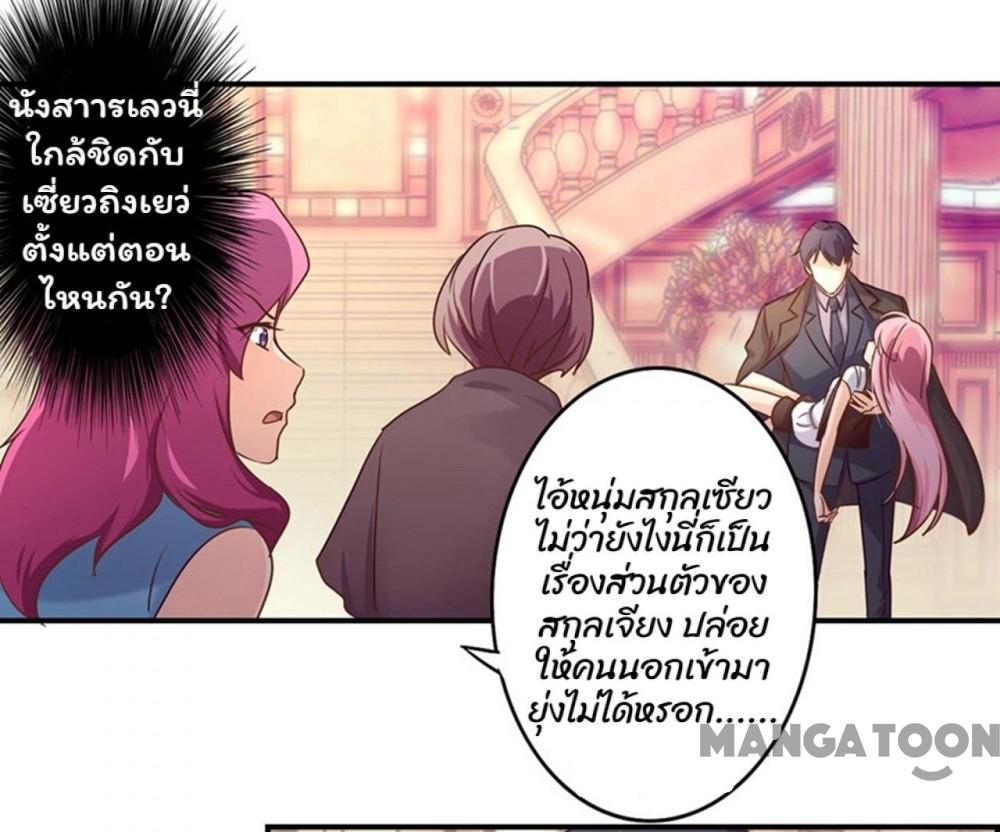 นังสาารเลวนี่
ใกล้ชิดกับ
เซี่ยวถิงเยว่
ตั้งแต่ตอน
ไหนกัน?
ไอ้หนุ่มสกุลเซียว
ไม่ว่ายังไงนี่ก็เป็น
เรื่องส่วนตัวของ
สกุลเจียง ปล่อย
ให้คนนอกเข้ามา
ยุ่งไม่ได้หรอก......
MANGATOON